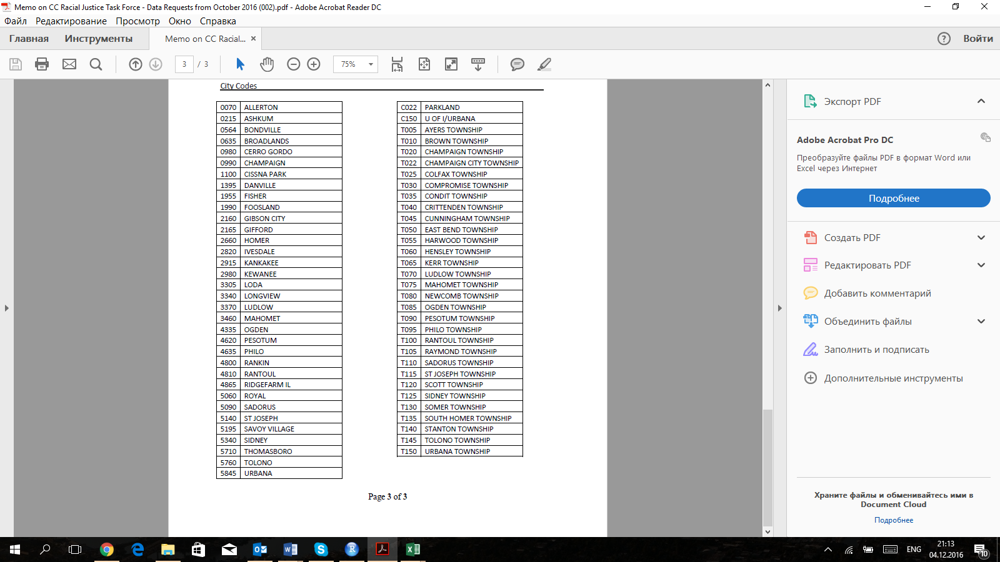 Memo on CC Racial Justice Task Force - Data Requests from October 2016 (002).pdf - Adobe Acrobat Reader DC
Файл Редактирование Просмотр Окно Справка
Главная Инструменты Memo on CC Racial... × Войти
3 / 3 75%
City Codes
0070 ALLERTON
0215 ASHKUM
0564 BONDVILLE
0635 BROADLANDS
0980 CERRO GORDO
0990 CHAMPAIGN
1100 CISSNA PARK
1395 DANVILLE
1955 FISHER
1990 FOOSLAND
2160 GIBSON CITY
2165 GIFFORD
2660 HOMER
2820 IVESDALE
2915 KANKAKEE
2980 KEWANEE
3305 LODA
3340 LONGVIEW
3370 LUDLOW
3460 MAHOMET
4335 OGDEN
4620 PESOTUM
4635 PHILO
4800 RANKIN
4810 RANTOUL
4865 RIDGEFARM IL
5060 ROYAL
5090 SADORUS
5140 ST JOSEPH
5195 SAVOY VILLAGE
5340 SIDNEY
5710 THOMASBORO
5760 TOLONO
5845 URBANA
C022 PARKLAND
C150 U OF I/URBANA
T005 AYERS TOWNSHIP
T010 BROWN TOWNSHIP
T020 CHAMPAIGN TOWNSHIP
T022 CHAMPAIGN CITY TOWNSHIP
T025 COLFAX TOWNSHIP
T030 COMPROMISE TOWNSHIP
T035 CONDIT TOWNSHIP
T040 CRITTENDEN TOWNSHIP
T045 CUNNINGHAM TOWNSHIP
T050 EAST BEND TOWNSHIP
T055 HARWOOD TOWNSHIP
T060 HENSLEY TOWNSHIP
T065 KERR TOWNSHIP
T070 LUDLOW TOWNSHIP
T075 MAHOMET TOWNSHIP
T080 NEWCOMB TOWNSHIP
T085 OGDEN TOWNSHIP
T090 PESOTUM TOWNSHIP
T095 PHILO TOWNSHIP
T100 RANTOUL TOWNSHIP
T105 RAYMOND TOWNSHIP
T110 SADORUS TOWNSHIP
T115 ST JOSEPH TOWNSHIP
T120 SCOTT TOWNSHIP
T125 SIDNEY TOWNSHIP
T130 SOMER TOWNSHIP
T135 SOUTH HOMER TOWNSHIP
T140 STANTON TOWNSHIP
T145 TOLONO TOWNSHIP
T150 URBANA TOWNSHIP
Page 3 of 3
Экспорт PDF
Adobe Acrobat Pro DC
Преобразуйте файлы PDF в формат Word или
Excel через Интернет
Подробнее
Создать PDF
Редактировать PDF
Добавить комментарий
Объединить файлы
Заполнить и подписать
Дополнительные инструменты
Храните файлы и обменивайтесь ими в
Document Cloud
Подробнее
ENG 21:13
04.12.2016
10